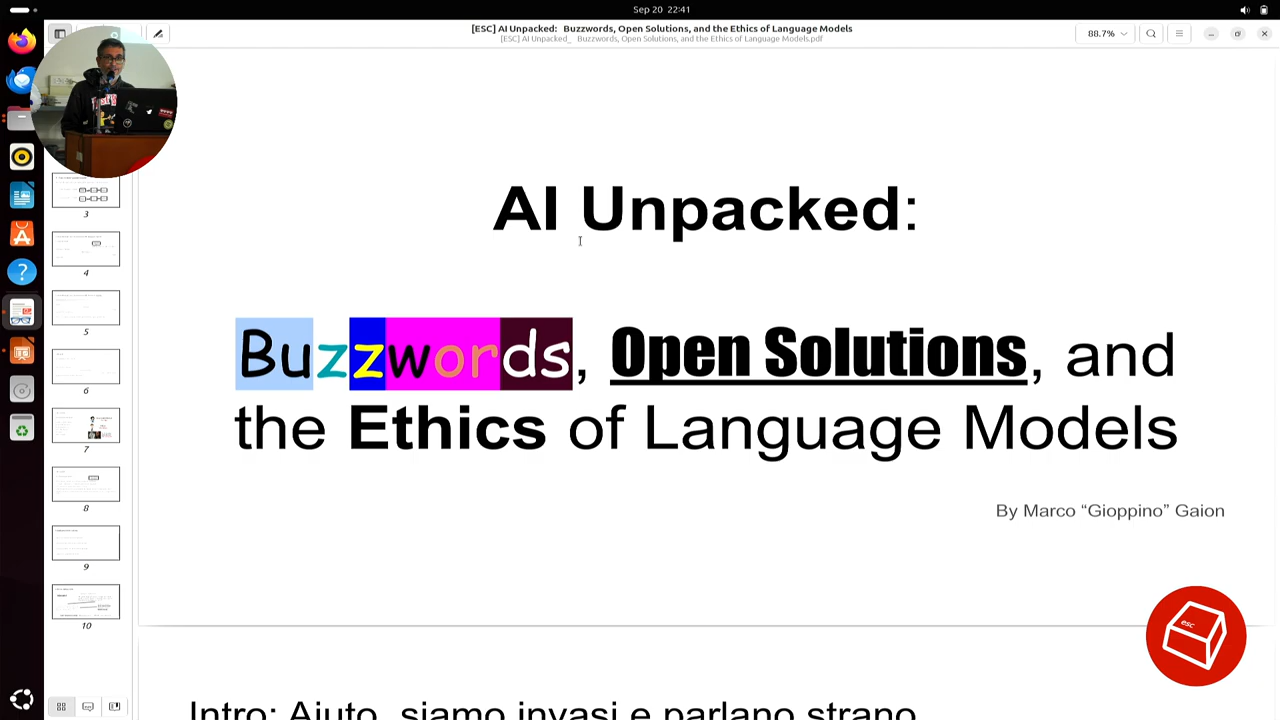 Sep 20 22:41
[ESC] AI Unpacked: Buzzwords, Open Solutions, and the Ethics of Language Models
[ESC] AI Unpacked_ Buzzwords, Open Solutions, and the Ethics of Language Models.pdf
88.7%
AI Unpacked:
Buzzwords, Open Solutions, and
the Ethics of Language Models
By Marco “Gioppino” Gaion
3
4
5
6
7
8
9
10
esc
Intro: Aiuto, siamo invasi e parlano strano